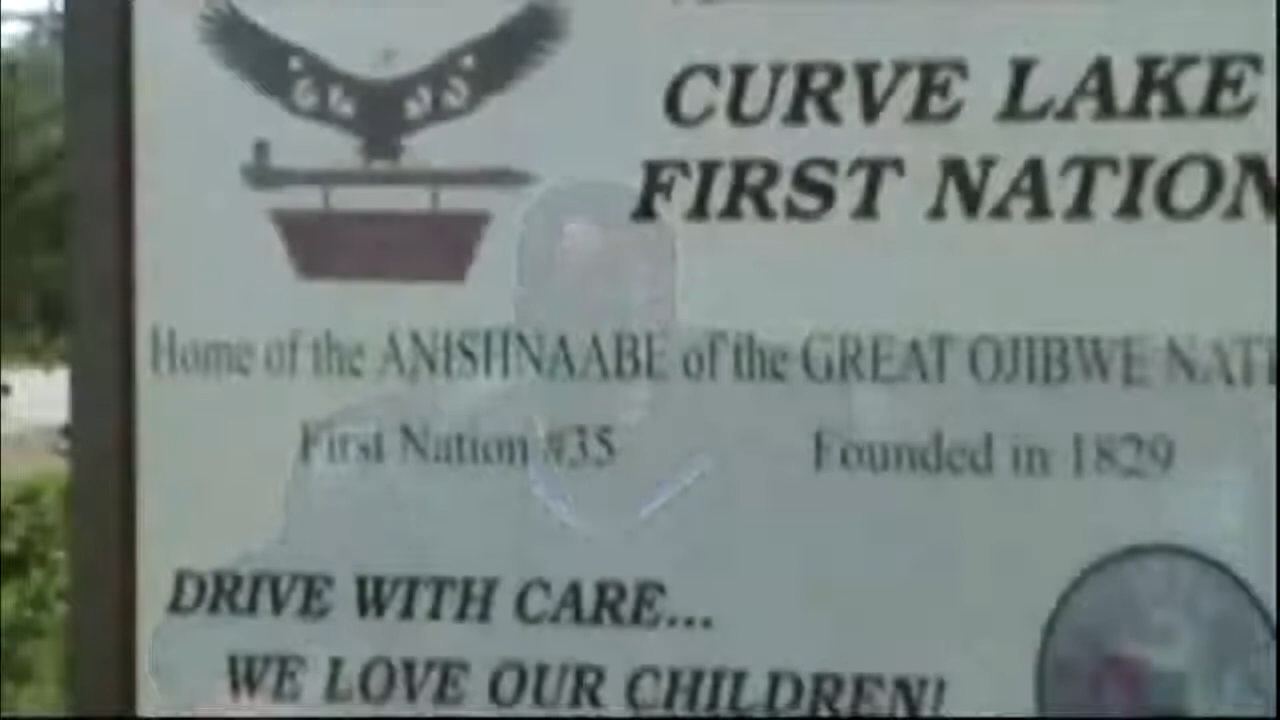 CURVE LAKE
FIRST NATION
Home of the ANISHNAABE of the GREAT OJIBWE NATI
First Nation #35
Founded in 1829
DRIVE WITH CARE...
WE LOVE OUR CHILDREN!